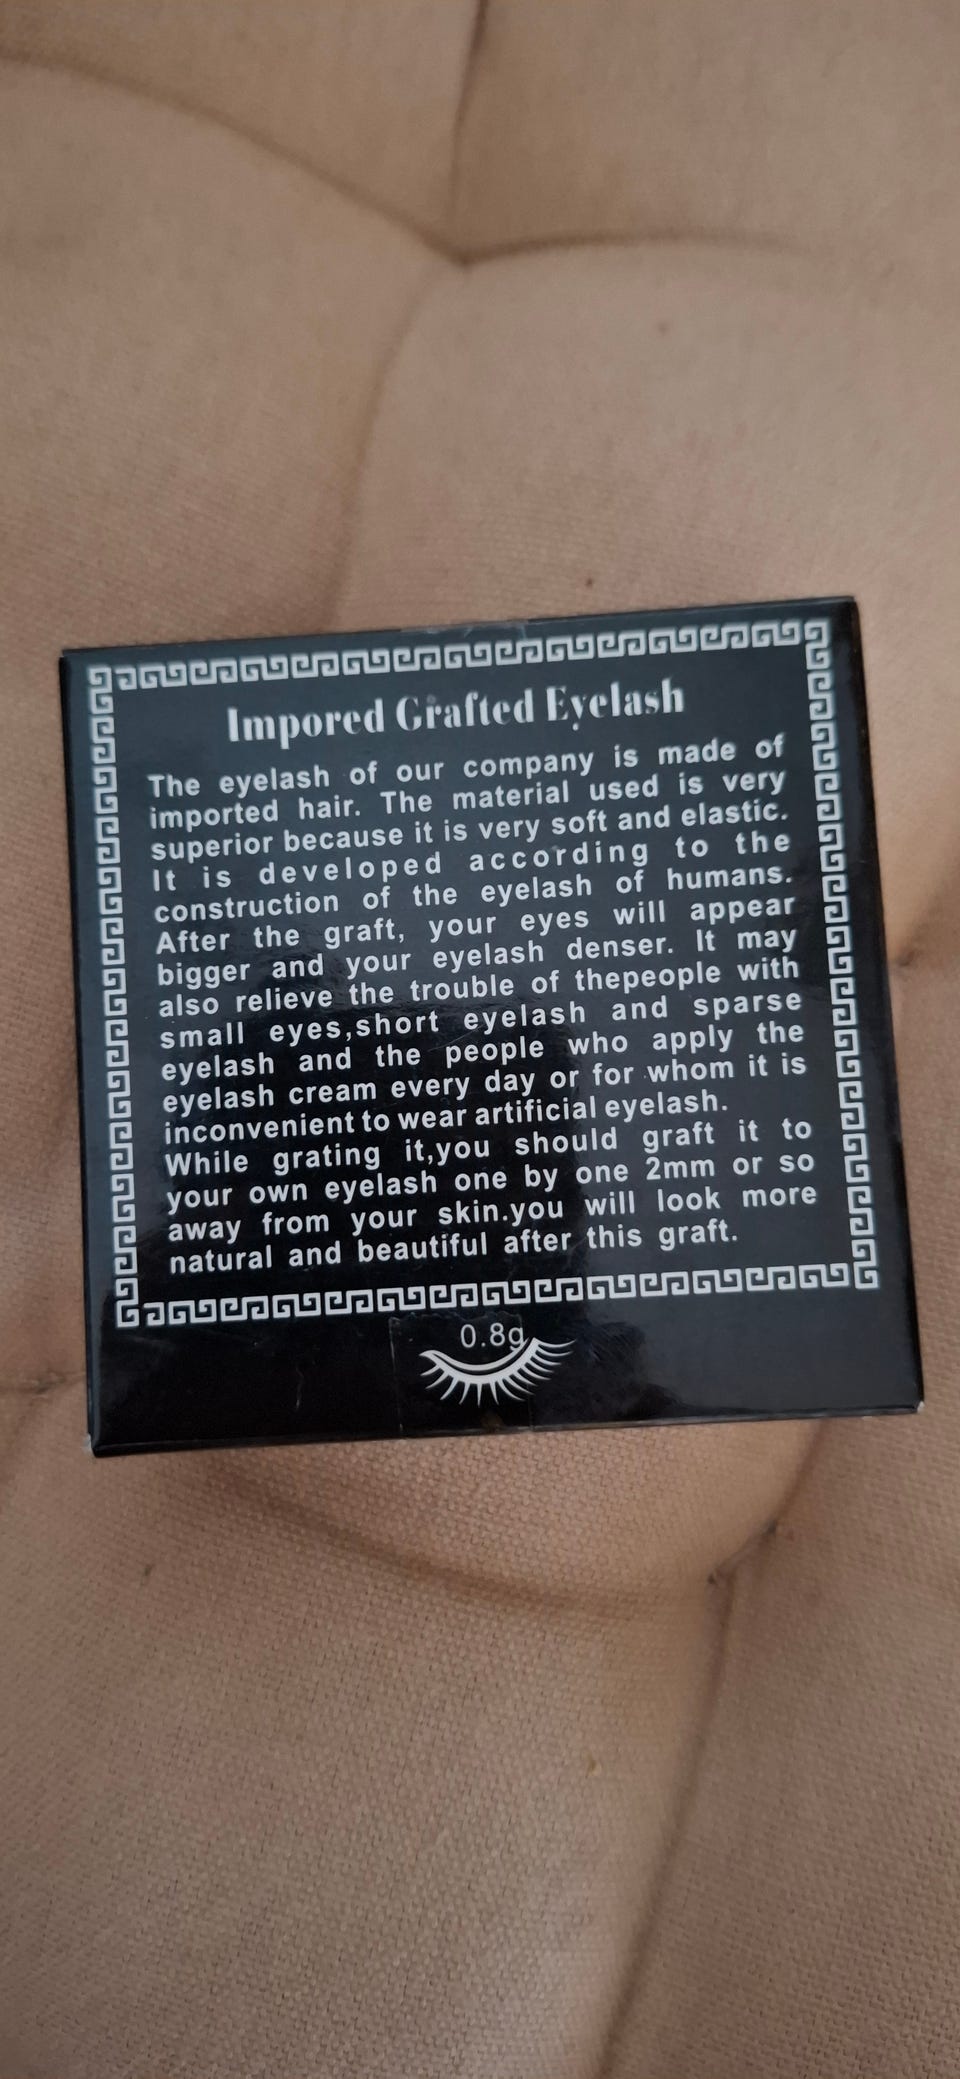 Impored Grafted Eyelash
The eyelash of our company is made of
imported hair. The material used is very
superior because it is very soft and elastic.
It is developed according to the
construction of the eyelash of humans.
After the graft, your eyes will appear
bigger and your eyelash denser. It may
also relieve the trouble of thepeople with
small eyes,short eyelash and sparse
eyelash and the people who apply the
eyelash cream every day or for whom it is
inconvenient to wear artificial eyelash.
While grating it,you should graft it to
your own eyelash one by one 2mm or so
away from your skin.you will look more
natural and beautiful after this graft.
0.8g